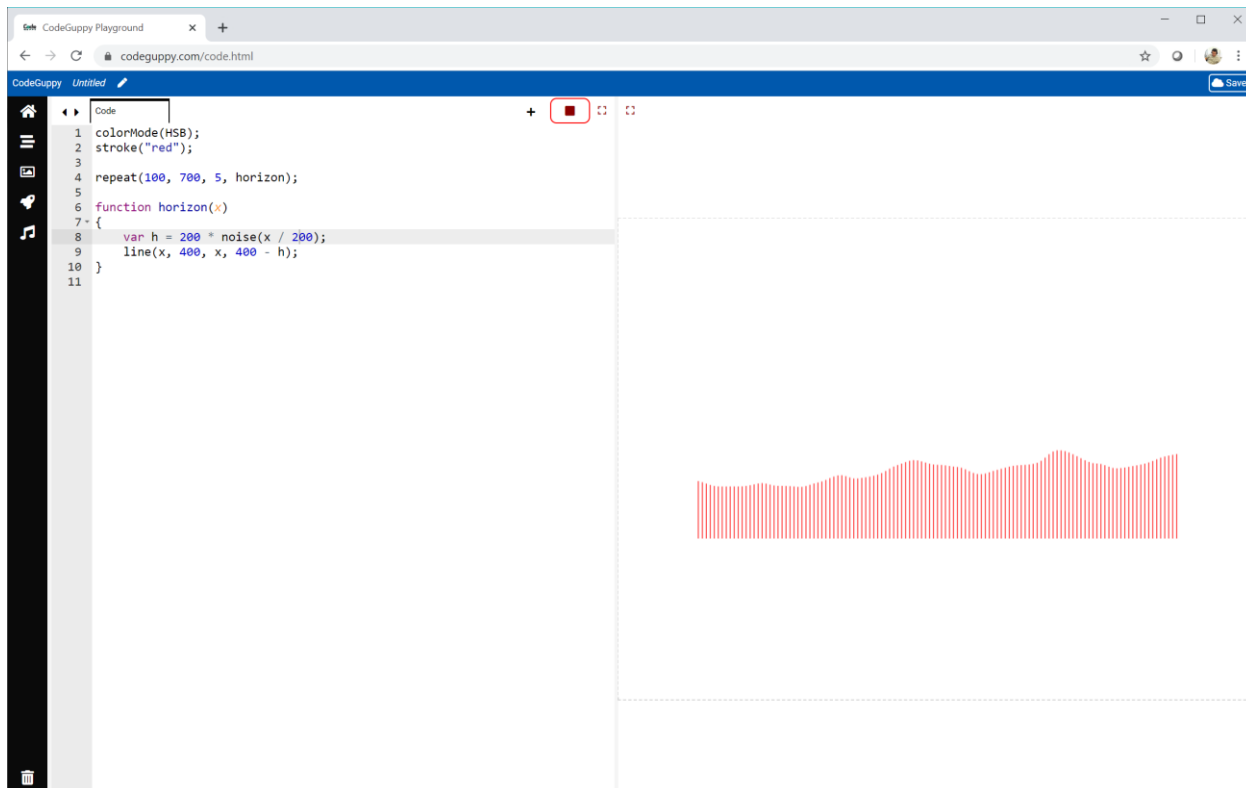 Code CodeGuppy Playground
codeguppy.com/code.html
CodeGuppy Untitled Save
Code
1 colorMode(HSB);
2 stroke("red");
3
4 repeat(100, 700, 5, horizon);
5
6 function horizon(x)
7 {
8 var h = 200 * noise(x / 200);
9 line(x, 400, x, 400 - h);
10 }
11